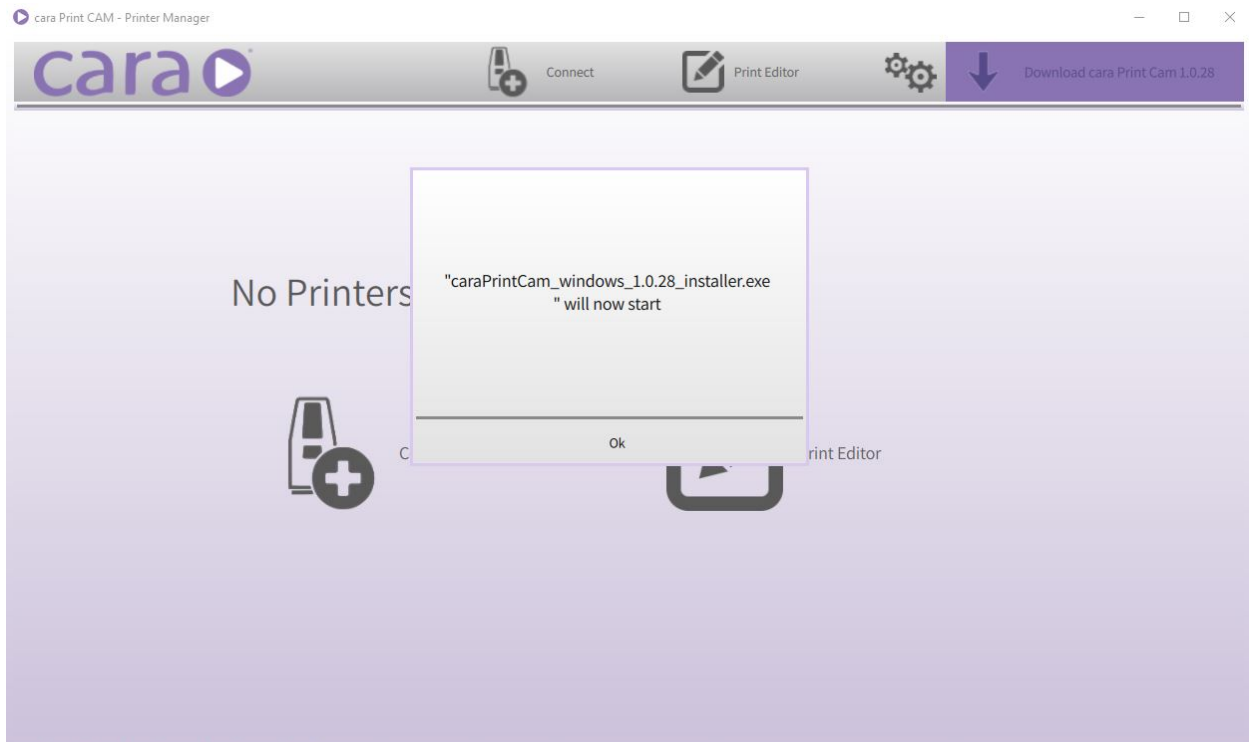 cara Print CAM - Printer Manager
cara
Connect
Print Editor
Download cara Print Cam 1.0.28
No Printers
"caraPrintCam_windows_1.0.28_installer.exe
" will now start
Ok
C
rint Editor